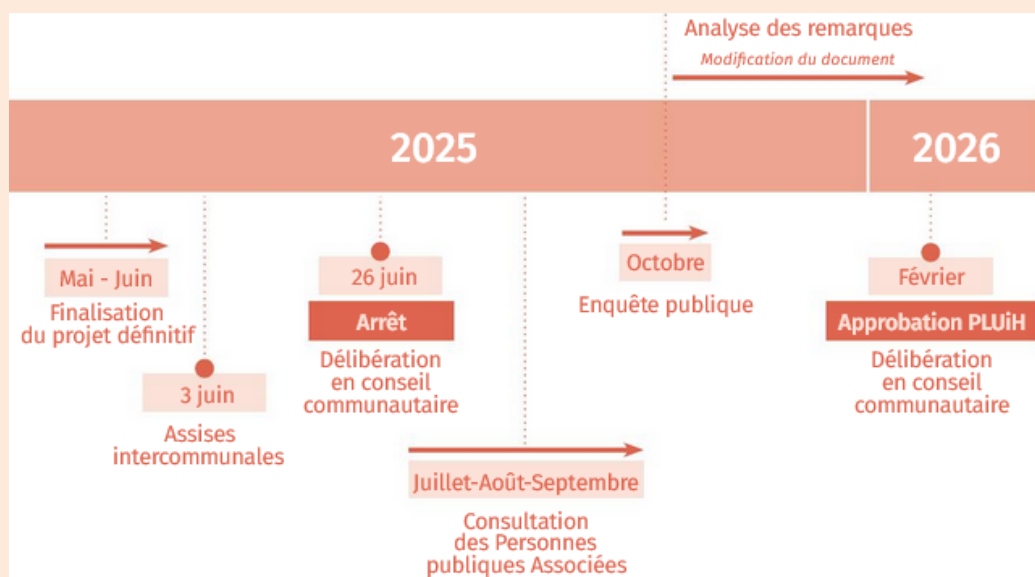 Analyse des remarques
Modification du document
2025
2026
Mai - Juin
Finalisation
du projet définitif
3 juin
Assises
intercommunales
26 juin
Arrêt
Délibération
en conseil
communautaire
Juillet-Août-Septembre
Consultation
des Personnes
publiques Associées
Octobre
Enquête publique
Février
Approbation PLUiH
Délibération
en conseil
communautaire